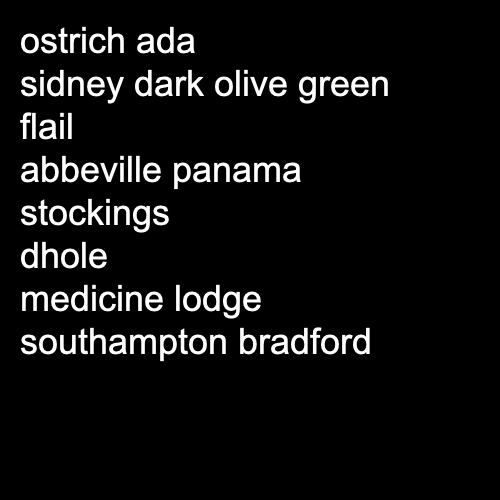 ostrich ada
sidney dark olive green
flail
abbeville panama
stockings
dhole
medicine lodge
southampton bradford